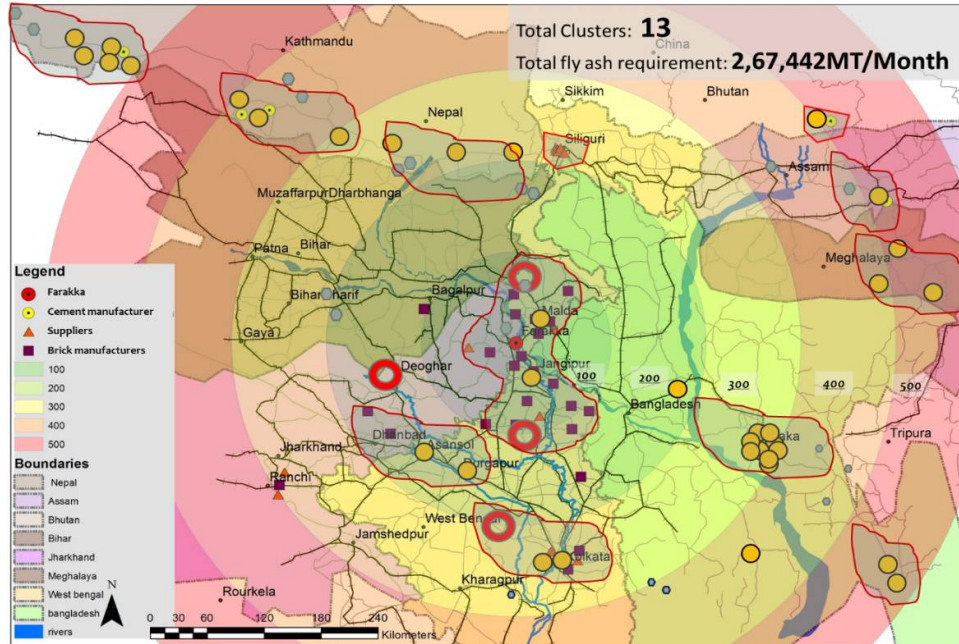 Total Clusters: 13
Total fly ash requirement: 2,67,442MT/Month
China
Kathmandu
Sikkim
Bhutan
Nepal
Siliguri
Assam
Muzaffarpur Dharbhanga
Patna
Bihar
Meghalaya
Bihar Sharif
Bagalpur
Malda
Farakka
Gaya
Deoghar
Jangipur
100
200
300
400
500
Bangladesh
Dhanbad
Asansol
Durgapur
Jharkhand
Ranchi
Tripura
West Bengal
Jamshedpur
Kolkata
Kharagpur
Rourkela
Legend
Farakka
Cement manufacturer
Suppliers
Brick manufacturers
100
200
300
400
500
Boundaries
Nepal
Assam
Bhutan
Bihar
Jharkhand
Meghalaya
West bengal
bangladesh
rivers
N
0 30 60 120 180 240
Kilometers